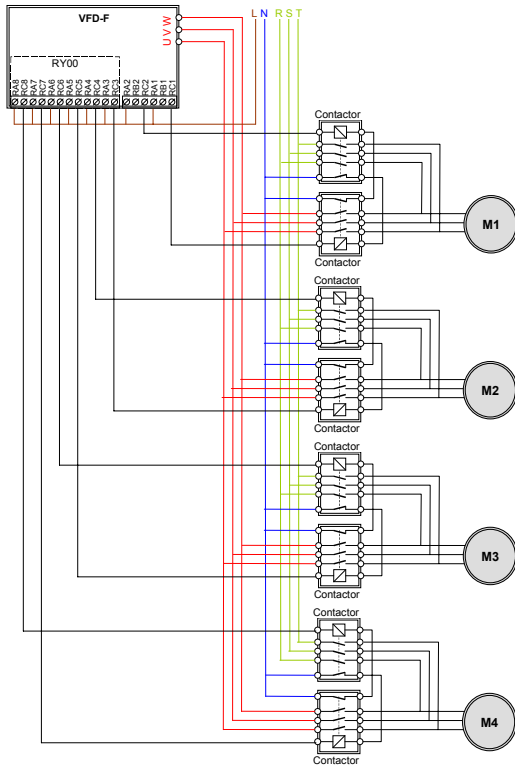 VFD-F
U V W
L N R S T
RY00
RA8
RC8
RA7
RC7
RA6
RC6
RA5
RC5
RA4
RC4
RA3
RC3
RA2
RB2
RC2
RA1
RB1
RC1
Contactor
M1
Contactor
Contactor
M2
Contactor
Contactor
M3
Contactor
Contactor
M4
Contactor